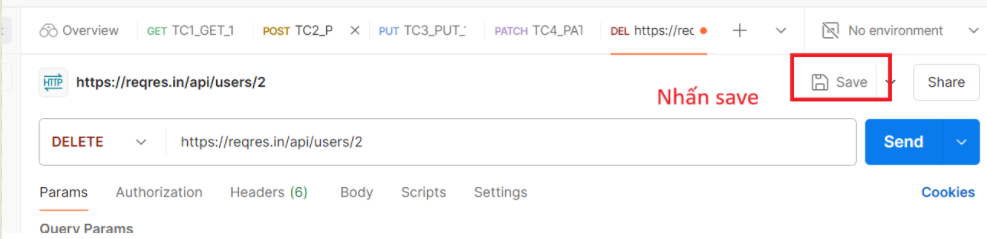 Overview GET TC1_GET_1 POST TC2_P PUT TC3_PUT_ PATCH TC4_PAT DEL https://rec No environment
HTTP https://reqres.in/api/users/2 Save Share
Nhấn save
DELETE https://reqres.in/api/users/2 Send
Params Authorization Headers (6) Body Scripts Settings Cookies
Query Params